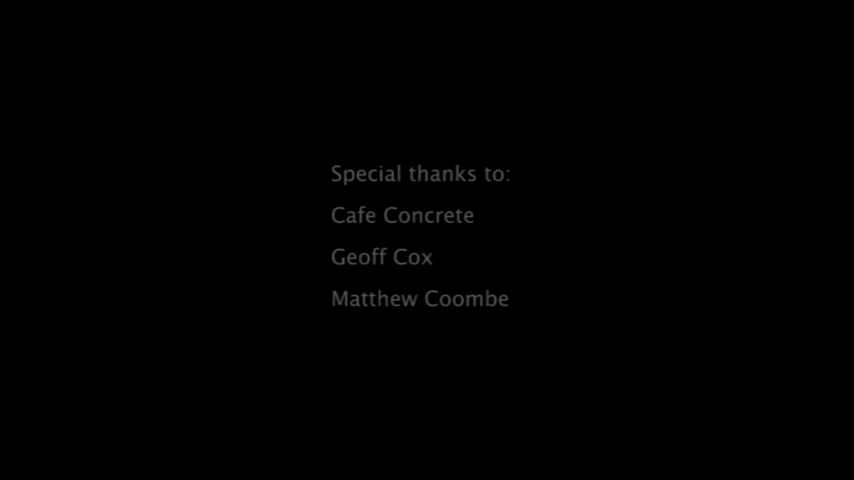 Special thanks to:
Cafe Concrete
Geoff Cox
Matthew Coombe